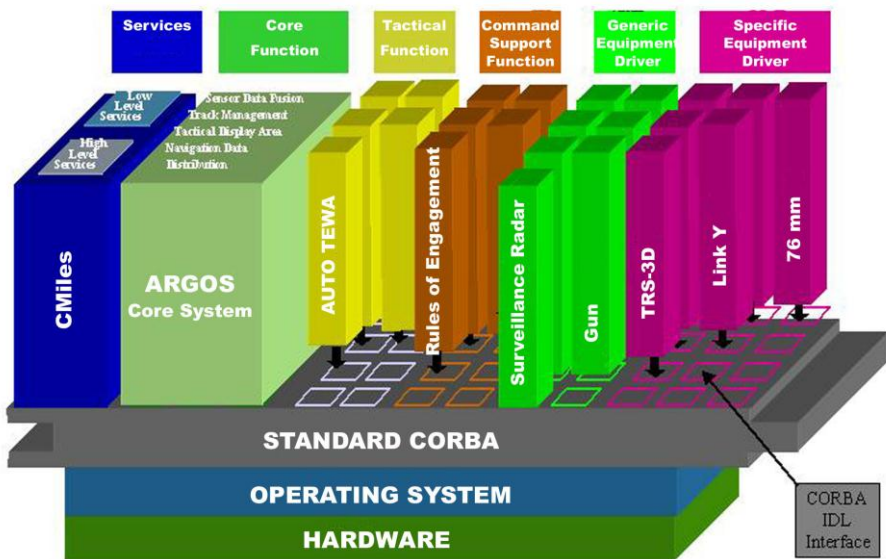 Services
Core
Function
Tactical
Function
Command
Support
Function
Generic
Equipment
Driver
Specific
Equipment
Driver
Low
Level
Services
High
Level
Services
Sensor Data Fusion
Track Management
Tactical Display Area
Navigation Data
Distribution
CMiles
ARGOS
Core System
AUTO TEWA
Rules of Engagement
Surveillance Radar
Gun
TRS-3D
Link Y
76 mm
STANDARD CORBA
OPERATING SYSTEM
HARDWARE
CORBA
IDL
Interface